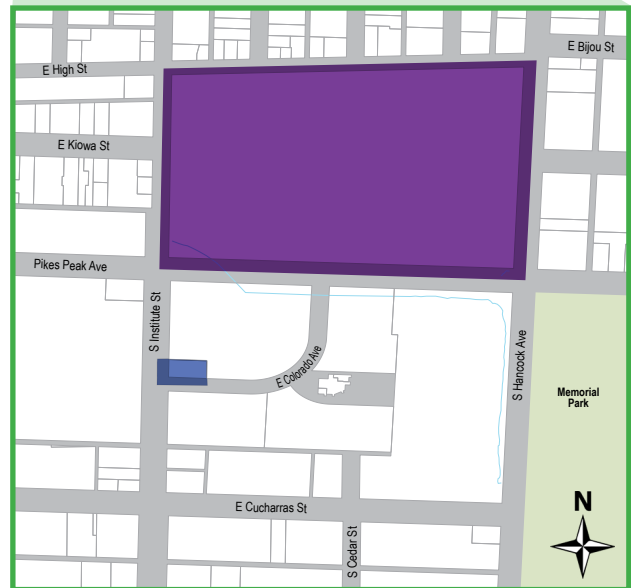 E Bijou St
E High St
E Kiowa St
Pikes Peak Ave
S Institute St
E Colorado Ave
S Hancock Ave
Memorial
Park
E Cucharras St
S Cedar St
N